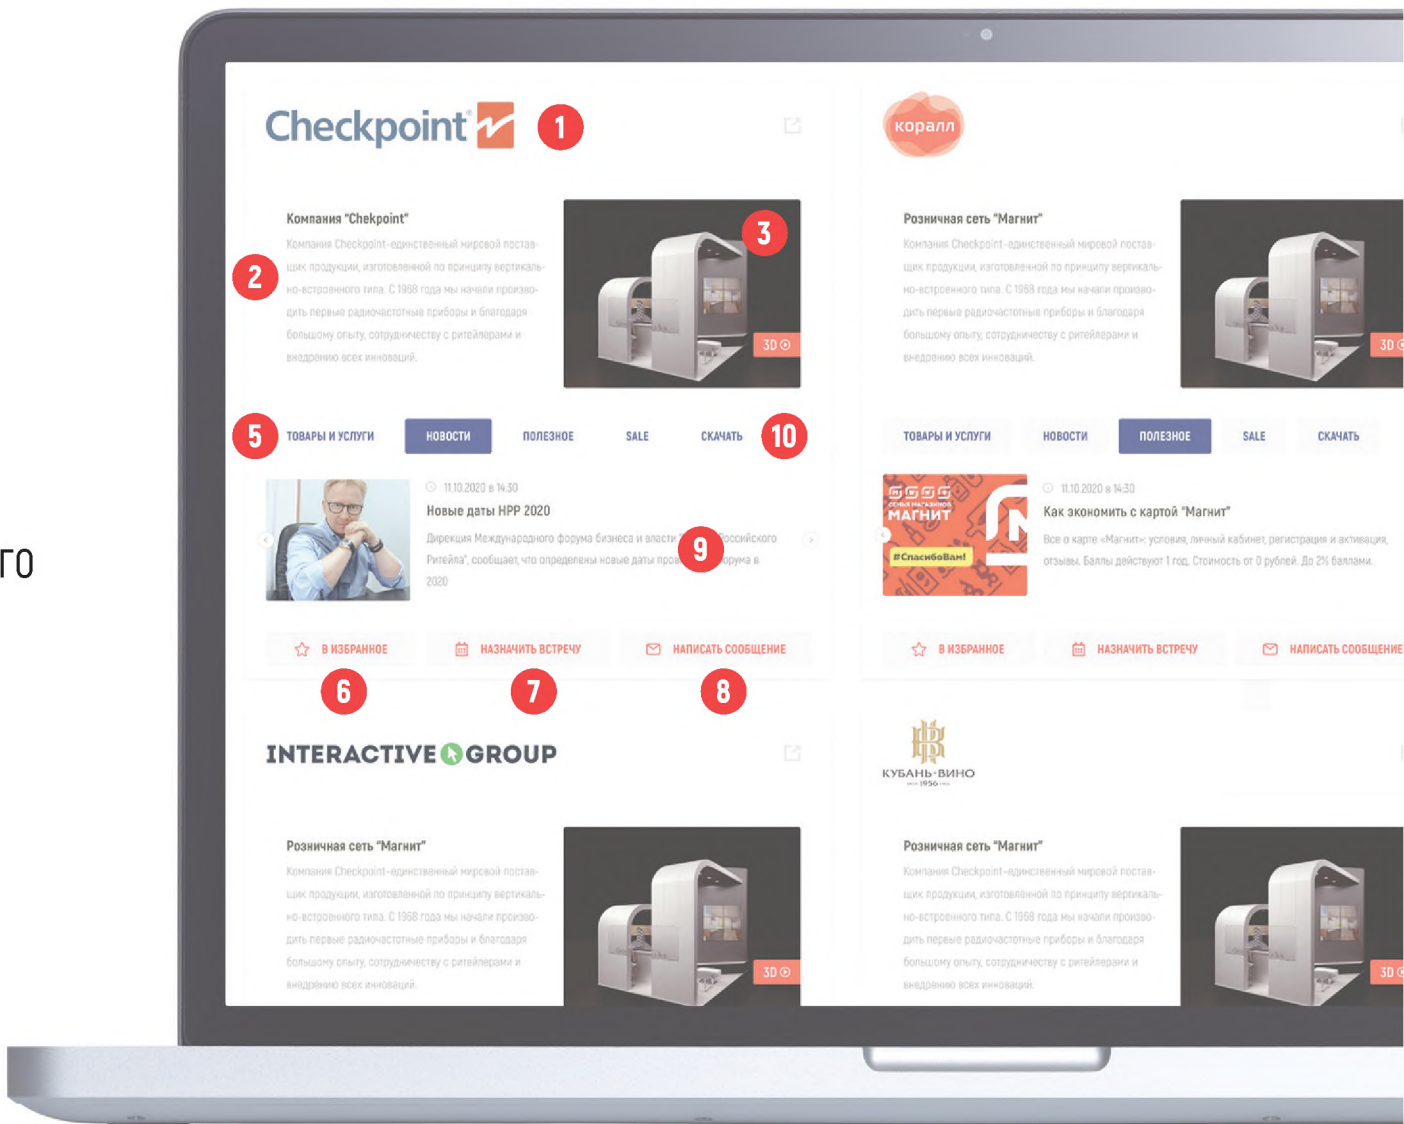 Checkpoint
1
Компания "Chekpoint"
Компания Checkpoint-единственный мировой постав-
щик продукции, изготовленной по принципу вертикаль-
но-встроенного типа. С 1968 года мы начали произво-
дить первые радиочастотные приборы и благодаря
большому опыту, сотрудничеству с ритейлерами и
внедрению всех инноваций.
2
3
3D
5
ТОВАРЫ И УСЛУГИ НОВОСТИ ПОЛЕЗНОЕ SALE СКАЧАТЬ
10
11.10.2020 в 14:30
Новые даты НРР 2020
Дирекция Международного форума бизнеса и власти Российского
Ритейла", сообщает, что определены новые даты форума в
2020
9
В ИЗБРАННОЕ НАЗНАЧИТЬ ВСТРЕЧУ НАПИСАТЬ СООБЩЕНИЕ
6 7 8
коралл
Розничная сеть "Магнит"
Компания Checkpoint-единственный мировой постав-
щик продукции, изготовленной по принципу вертикаль-
но-встроенного типа. С 1968 года мы начали произво-
дить первые радиочастотные приборы и благодаря
большому опыту, сотрудничеству с ритейлерами и
внедрению всех инноваций.
3D
ТОВАРЫ И УСЛУГИ НОВОСТИ ПОЛЕЗНОЕ SALE СКАЧАТЬ
СЕМЬЯ МАГАЗИНОВ
МАГНИТ
#СпасибоВам!
11.10.2020 в 14:30
Как экономить с картой "Магнит"
Все о карте «Магнит»: условия, личный кабинет, регистрация и активация,
отзывы. Баллы действуют 1 год. Стоимость от 0 рублей. До 2% баллами.
В ИЗБРАННОЕ НАЗНАЧИТЬ ВСТРЕЧУ НАПИСАТЬ СООБЩЕНИЕ
ГО
INTERACTIVE GROUP
Розничная сеть "Магнит"
Компания Checkpoint-единственный мировой постав-
щик продукции, изготовленной по принципу вертикаль-
но-встроенного типа. С 1968 года мы начали произво-
дить первые радиочастотные приборы и благодаря
большому опыту, сотрудничеству с ритейлерами и
внедрению всех инноваций.
3D
КУБАНЬ-ВИНО
1956
Розничная сеть "Магнит"
Компания Checkpoint-единственный мировой постав-
щик продукции, изготовленной по принципу вертикаль-
но-встроенного типа. С 1968 года мы начали произво-
дить первые радиочастотные приборы и благодаря
большому опыту, сотрудничеству с ритейлерами и
внедрению всех инноваций.
3D